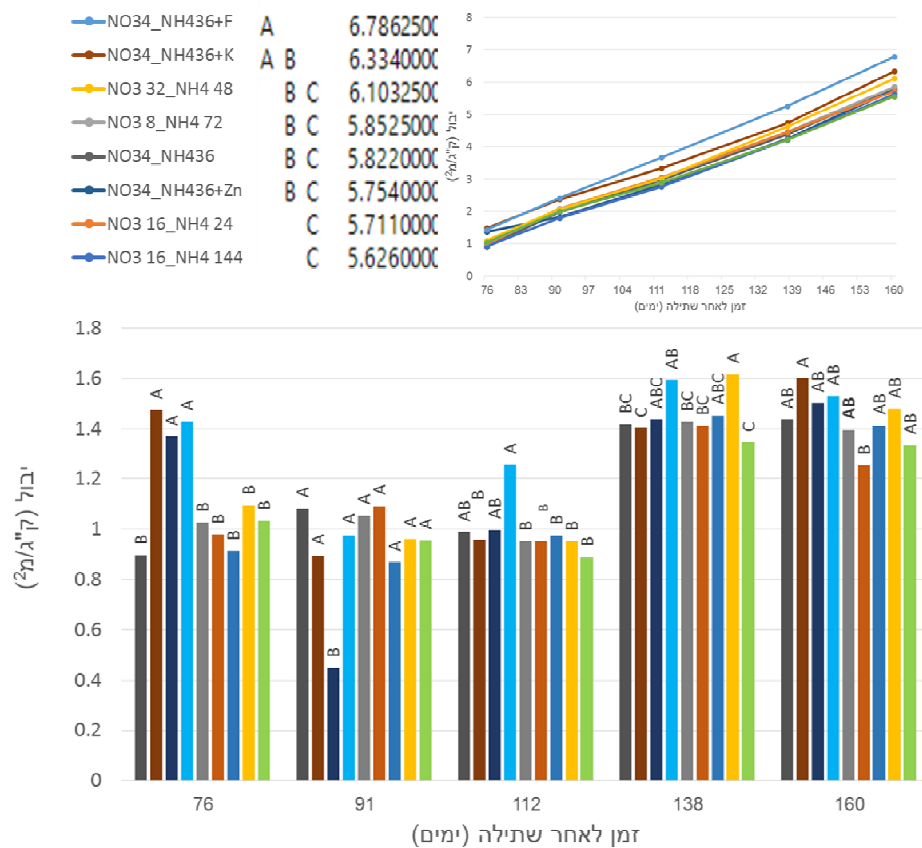 NO34_NH436+F A 6.7862500
NO34_NH436+K A B 6.3340000
NO3 32_NH4 48 B C 6.1032500
NO3 8_NH4 72 B C 5.8525000
NO34_NH436 B C 5.8220000
NO34_NH436+Zn B C 5.7540000
NO3 16_NH4 24 C 5.7110000
NO3 16_NH4 144 C 5.6260000
8
7
6
5
4
3
2
1
0
יבול (ק"ג/מ²)
76 83 90 97 104 111 118 125 132 139 146 153 160
זמן לאחר שתילה (ימים)
1.8
1.6
1.4
1.2
1
0.8
0.6
0.4
0.2
0
יבול (ק"ג/מ²)
B A A A B B B B B
A A B A A A A A A
AB B AB A B B B B B
BC C ABC AB BC BC ABC A C
AB A AB AB AB B AB AB AB
76 91 112 138 160
זמן לאחר שתילה (ימים)